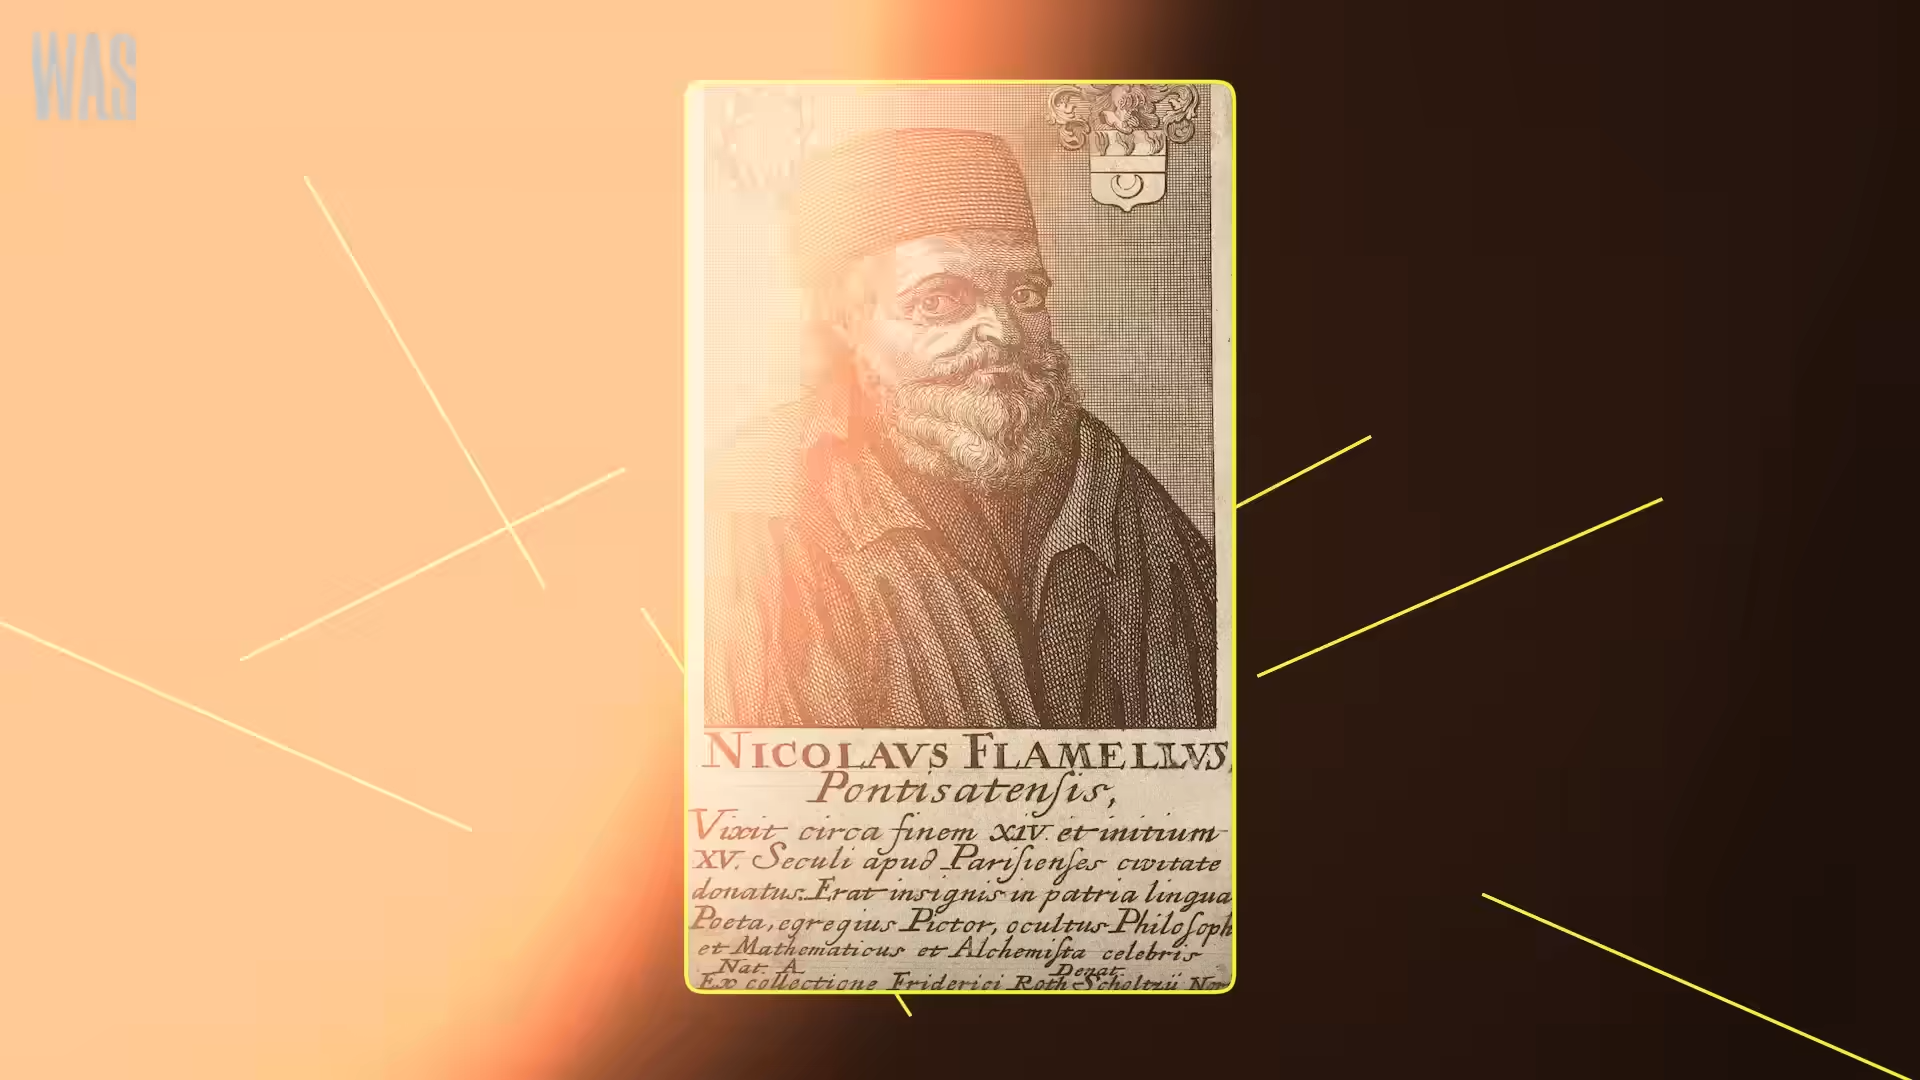 WAS
NICOLAVS FLAMELLVS,
Pontisatenſis,
Vixit circa finem XIV. et initium
XV. Seculi apud Pariſienſes civitate
donatus. Erat insignis in patria lingua
Poeta, egregius Pictor, ocultus Philoſoph
et Mathematicus et Alchemiſta celebris
Nat. A. Denat.
Ex collectione Friderici Roth-Scholtzii Nor